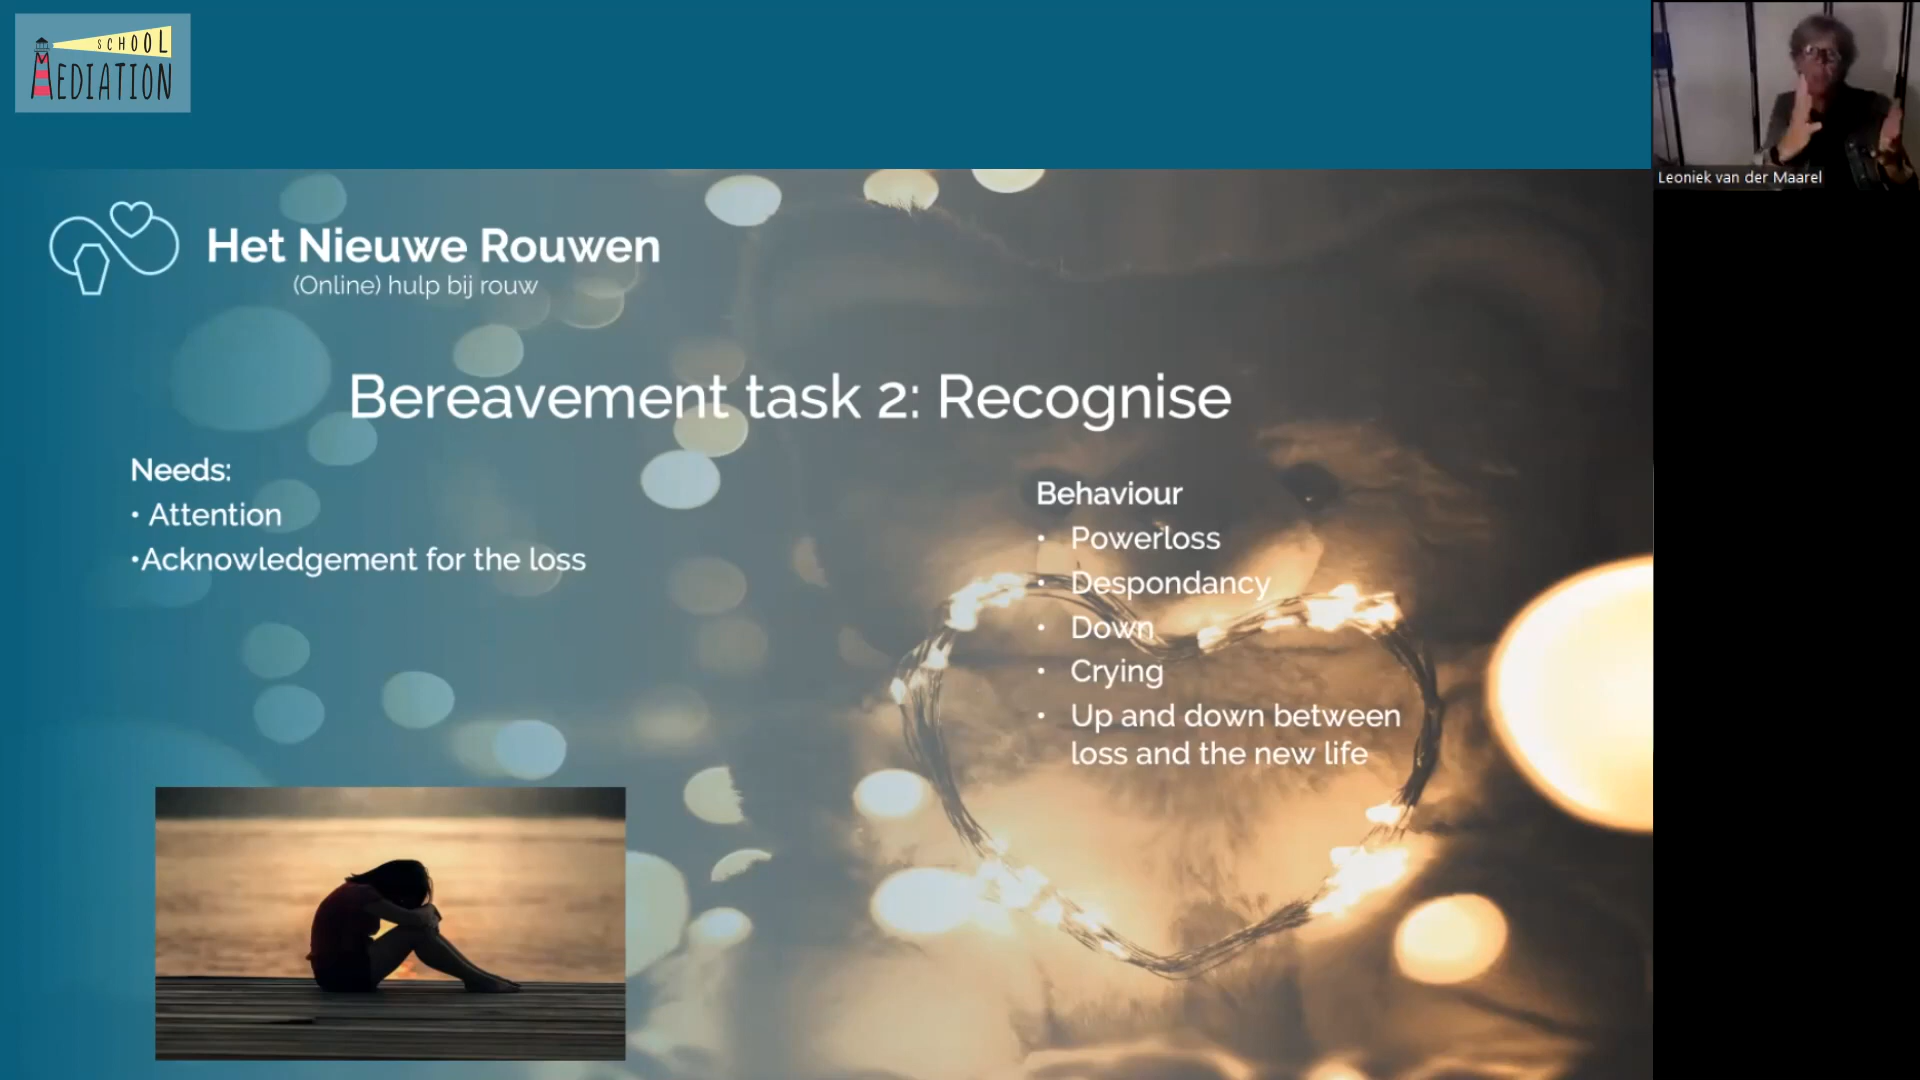 SCHOOL
MEDIATION
Leoniek van der Maarel
Het Nieuwe Rouwen
(Online) hulp bij rouw
Bereavement task 2: Recognise
Needs:
• Attention
•Acknowledgement for the loss
Behaviour
• Powerloss
• Despondancy
• Down
• Crying
• Up and down between
loss and the new life